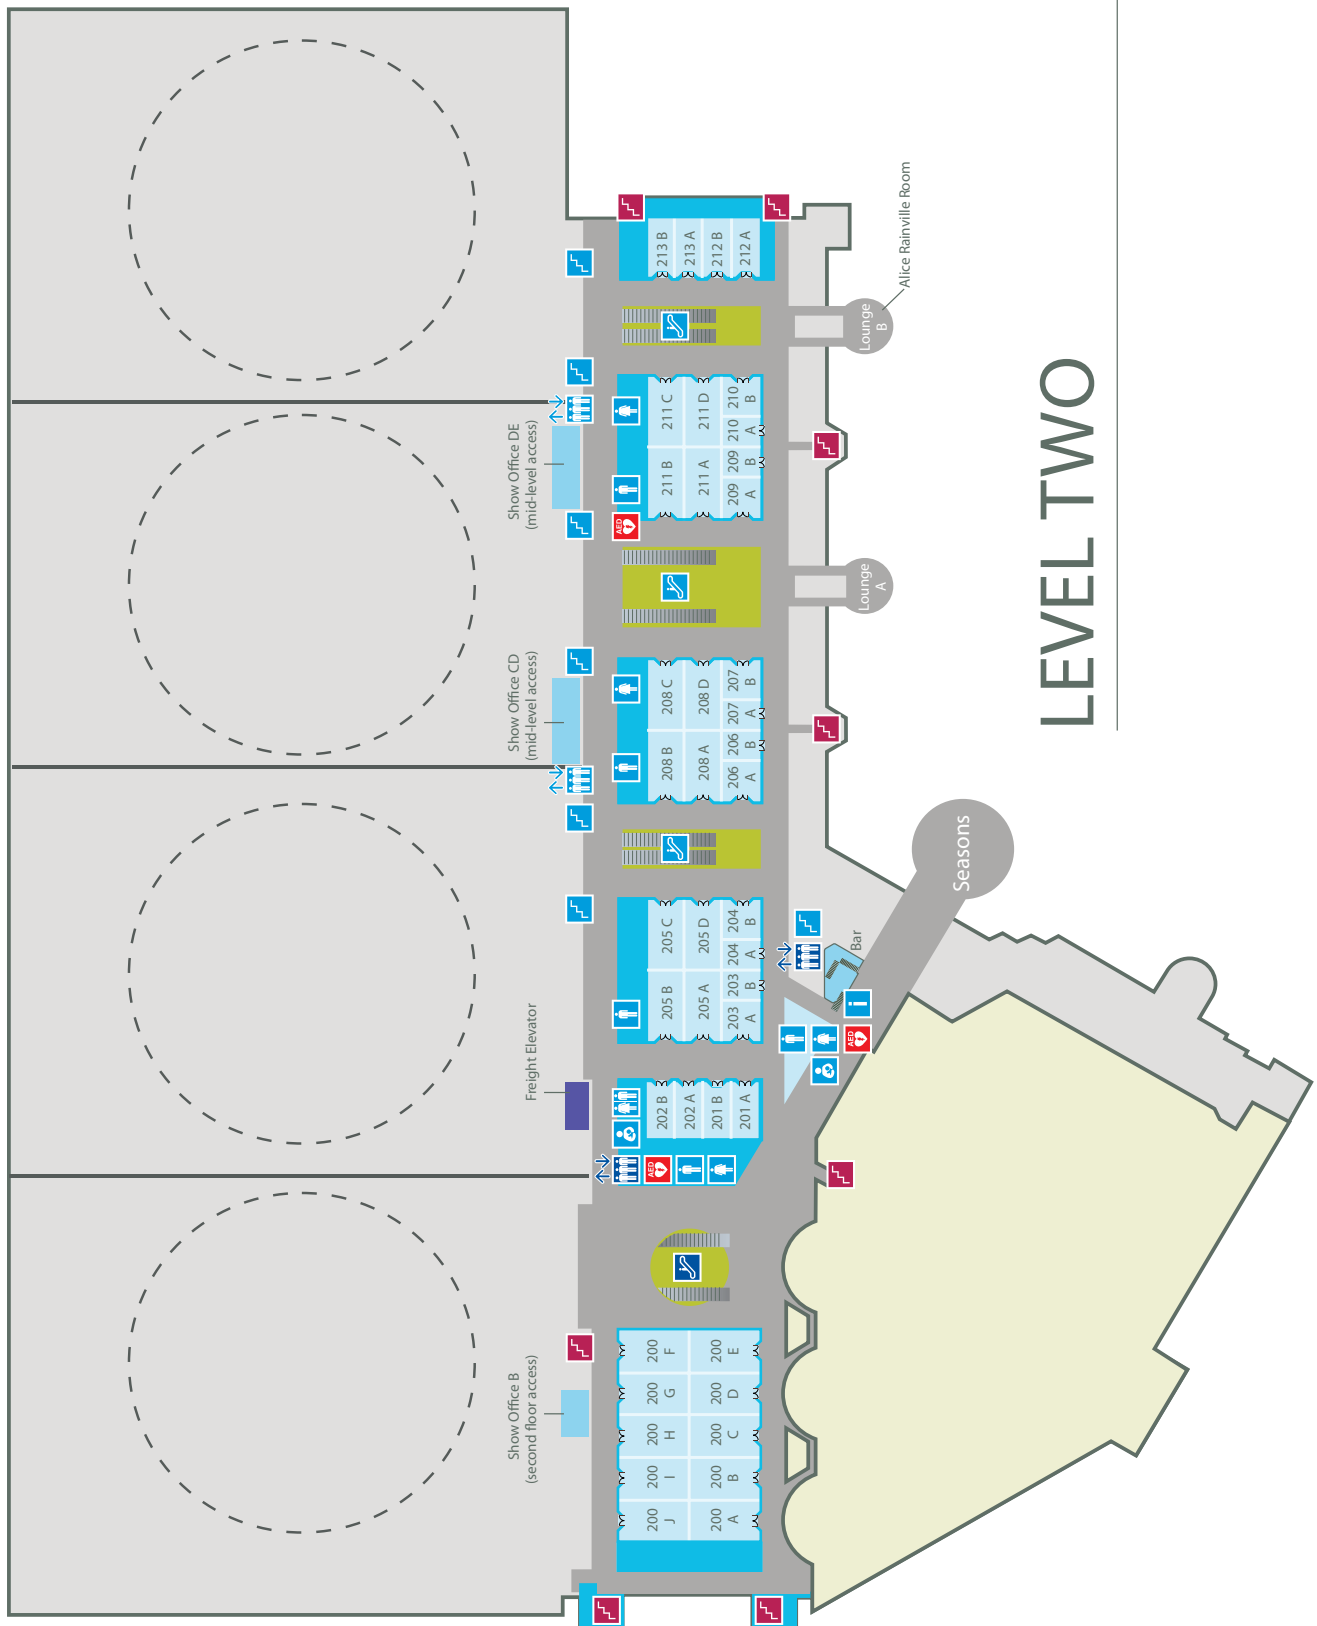 LEVEL TWO
Show Office B
(second floor access)
Freight Elevator
Show Office CD
(mid-level access)
Show Office DE
(mid-level access)
200
J
200
I
200
H
200
G
200
F
200
A
200
B
200
C
200
D
200
E
AED
202 B
202 A
201 B
201 A
205 B
205 C
205 A
205 D
203
A
203
B
204
A
204
B
208 B
208 C
208 A
208 D
206
A
206
B
207
A
207
B
AED
211 B
211 C
211 A
211 D
209
A
209
B
210
A
210
B
213 B
213 A
212 B
212 A
AED
Bar
Seasons
Lounge
A
Lounge
B
Alice Rainville Room